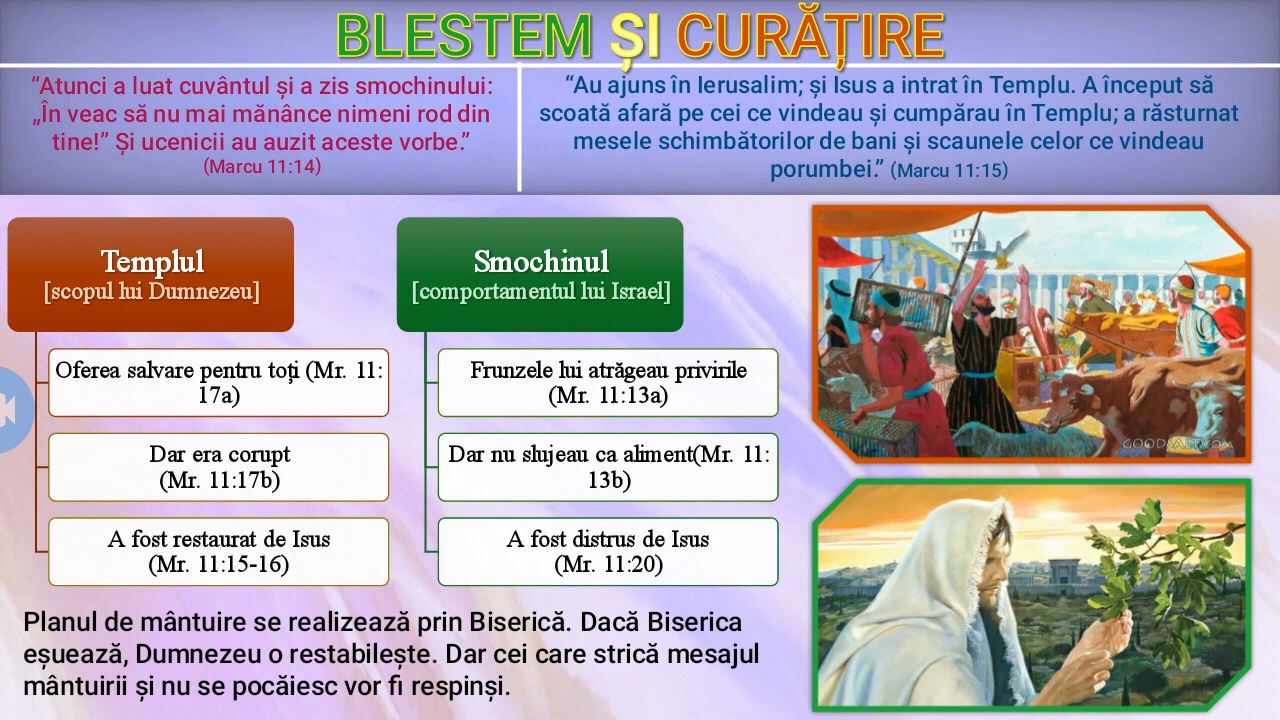 BLESTEM ȘI CURĂȚIRE
“Atunci a luat cuvântul și a zis smochinului:
„În veac să nu mai mănânce nimeni rod din
tine!” Și ucenicii au auzit aceste vorbe.”
(Marcu 11:14)
“Au ajuns în Ierusalim; și Isus a intrat în Templu. A început să
scoată afară pe cei ce vindeau și cumpărau în Templu; a răsturnat
mesele schimbătorilor de bani și scaunele celor ce vindeau
porumbei.” (Marcu 11:15)
Templul
[scopul lui Dumnezeu]
Oferea salvare pentru toți (Mr. 11:
17a)
Dar era corupt
(Mr. 11:17b)
A fost restaurat de Isus
(Mr. 11:15-16)
Smochinul
[comportamentul lui Israel]
Frunzele lui atrăgeau privirile
(Mr. 11:13a)
Dar nu slujeau ca aliment(Mr. 11:
13b)
A fost distrus de Isus
(Mr. 11:20)
GOODSALT.COM
Planul de mântuire se realizează prin Biserică. Dacă Biserica
eșuează, Dumnezeu o restabilește. Dar cei care strică mesajul
mântuirii și nu se pocăiesc vor fi respinși.